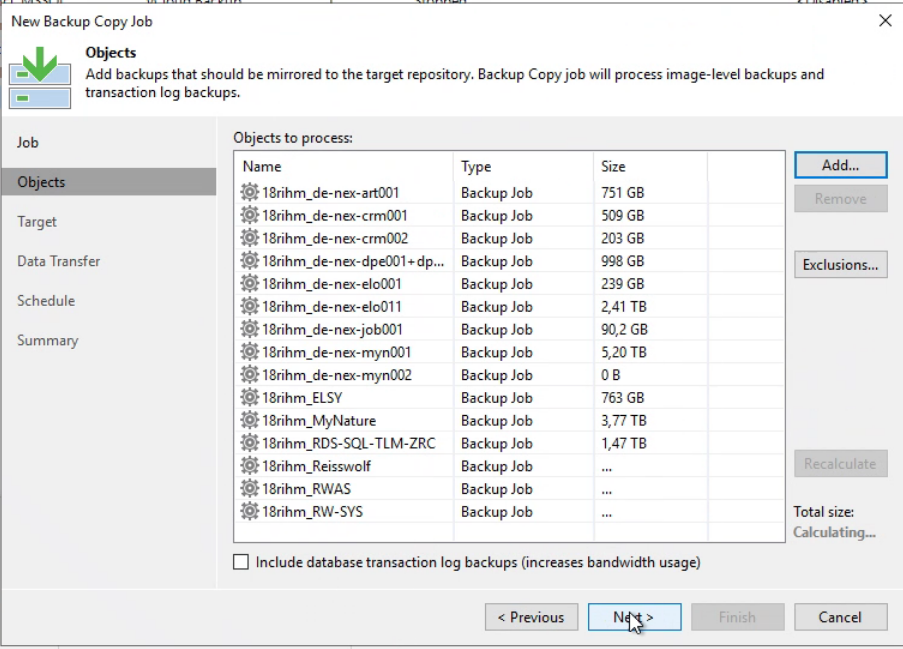 New Backup Copy Job
Objects
Add backups that should be mirrored to the target repository. Backup Copy job will process image-level backups and
transaction log backups.
Job
Objects
Target
Data Transfer
Schedule
Summary
Objects to process:
Name Type Size
18rihm_de-nex-art001 Backup Job 751 GB
18rihm_de-nex-crm001 Backup Job 509 GB
18rihm_de-nex-crm002 Backup Job 203 GB
18rihm_de-nex-dpe001+dp... Backup Job 998 GB
18rihm_de-nex-elo001 Backup Job 239 GB
18rihm_de-nex-elo011 Backup Job 2,41 TB
18rihm_de-nex-job001 Backup Job 90,2 GB
18rihm_de-nex-myn001 Backup Job 5,20 TB
18rihm_de-nex-myn002 Backup Job 0 B
18rihm_ELSY Backup Job 763 GB
18rihm_MyNature Backup Job 3,77 TB
18rihm_RDS-SQL-TLM-ZRC Backup Job 1,47 TB
18rihm_Reisswolf Backup Job ...
18rihm_RWAS Backup Job ...
18rihm_RW-SYS Backup Job ...
Add...
Remove
Exclusions...
Recalculate
Total size:
Calculating...
Include database transaction log backups (increases bandwidth usage)
< Previous
Next >
Finish
Cancel